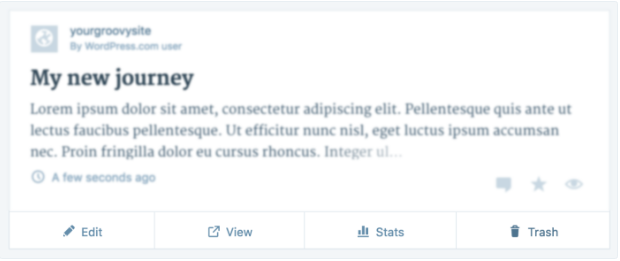 yourgroovysite
By WordPress.com user
My new journey
Lorem ipsum dolor sit amet, consectetur adipiscing elit. Pellentesque quis ante ut
lectus faucibus pellentesque. Ut efficitur nunc nisl, eget luctus ipsum accumsan
nec. Proin fringilla dolor eu cursus rhoncus. Integer ul...
A few seconds ago
Edit View Stats Trash